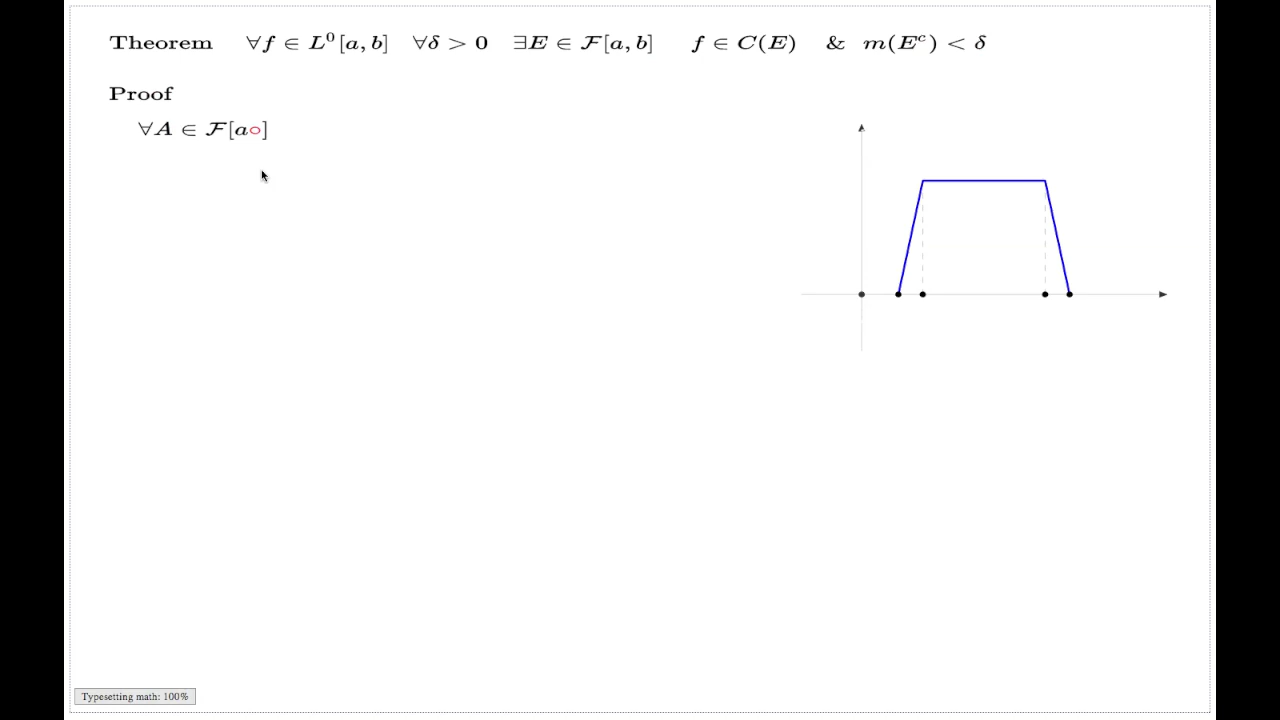 Theorem ∀f ∈ L⁰[a, b] ∀δ > 0 ∃E ∈ ℱ[a, b] f ∈ C(E) & m(Eᶜ) < δ
Proof
∀A ∈ ℱ[a○]
Typesetting math: 100%